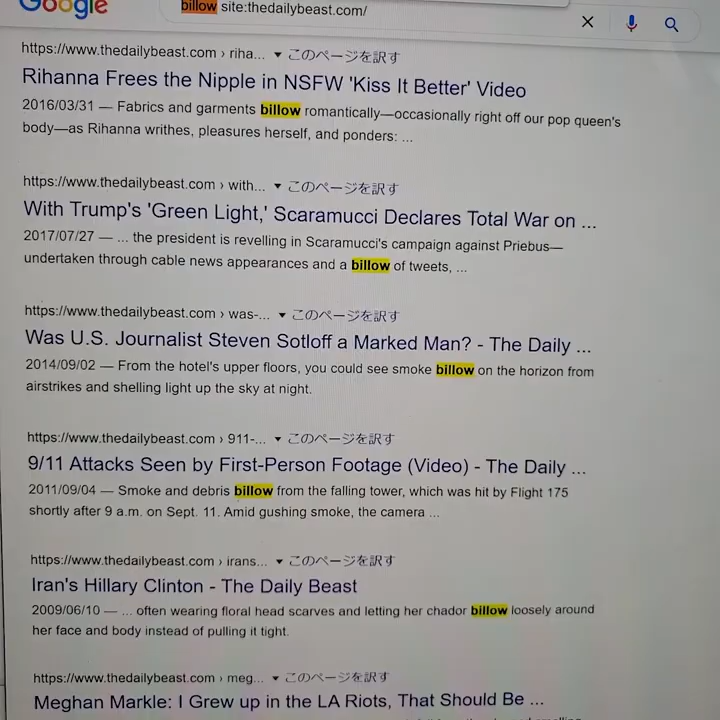 Google
billow site:thedailybeast.com/
https://www.thedailybeast.com › riha... ▼ このページを訳す
Rihanna Frees the Nipple in NSFW 'Kiss It Better' Video
2016/03/31 — Fabrics and garments billow romantically—occasionally right off our pop queen's
body—as Rihanna writhes, pleasures herself, and ponders: ...
https://www.thedailybeast.com › with... ▼ このページを訳す
With Trump's 'Green Light,' Scaramucci Declares Total War on ...
2017/07/27 — ... the president is revelling in Scaramucci's campaign against Priebus—
undertaken through cable news appearances and a billow of tweets, ...
https://www.thedailybeast.com › was-... ▼ このページを訳す
Was U.S. Journalist Steven Sotloff a Marked Man? - The Daily ...
2014/09/02 — From the hotel's upper floors, you could see smoke billow on the horizon from
airstrikes and shelling light up the sky at night.
https://www.thedailybeast.com › 911-... ▼ このページを訳す
9/11 Attacks Seen by First-Person Footage (Video) - The Daily ...
2011/09/04 — Smoke and debris billow from the falling tower, which was hit by Flight 175
shortly after 9 a.m. on Sept. 11. Amid gushing smoke, the camera ...
https://www.thedailybeast.com › irans... ▼ このページを訳す
Iran's Hillary Clinton - The Daily Beast
2009/06/10 — ... often wearing floral head scarves and letting her chador billow loosely around
her face and body instead of pulling it tight.
https://www.thedailybeast.com › meg... ▼ このページを訳す
Meghan Markle: I Grew up in the LA Riots, That Should Be ...